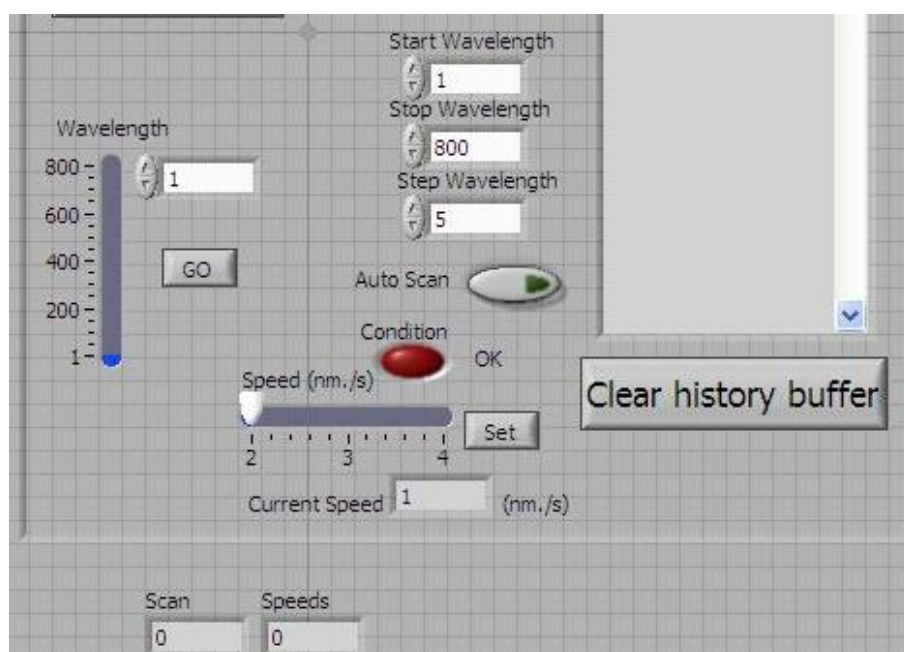 Start Wavelength
1
Stop Wavelength
Wavelength
800
800
1
Step Wavelength
600
5
400
GO
Auto Scan
200
Condition
1
OK
Speed (nm./s)
Clear history buffer
Set
2 3 4
Current Speed 1 (nm./s)
Scan Speeds
0 0